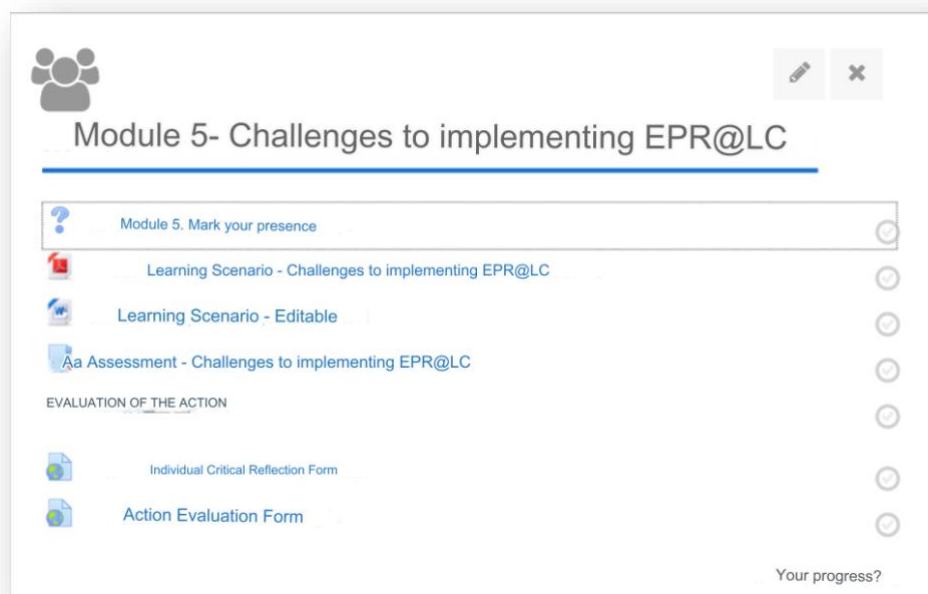 Module 5- Challenges to implementing EPR@LC
Module 5. Mark your presence
Learning Scenario - Challenges to implementing EPR@LC
Learning Scenario - Editable
Aa Assessment - Challenges to implementing EPR@LC
EVALUATION OF THE ACTION
Individual Critical Reflection Form
Action Evaluation Form
Your progress?